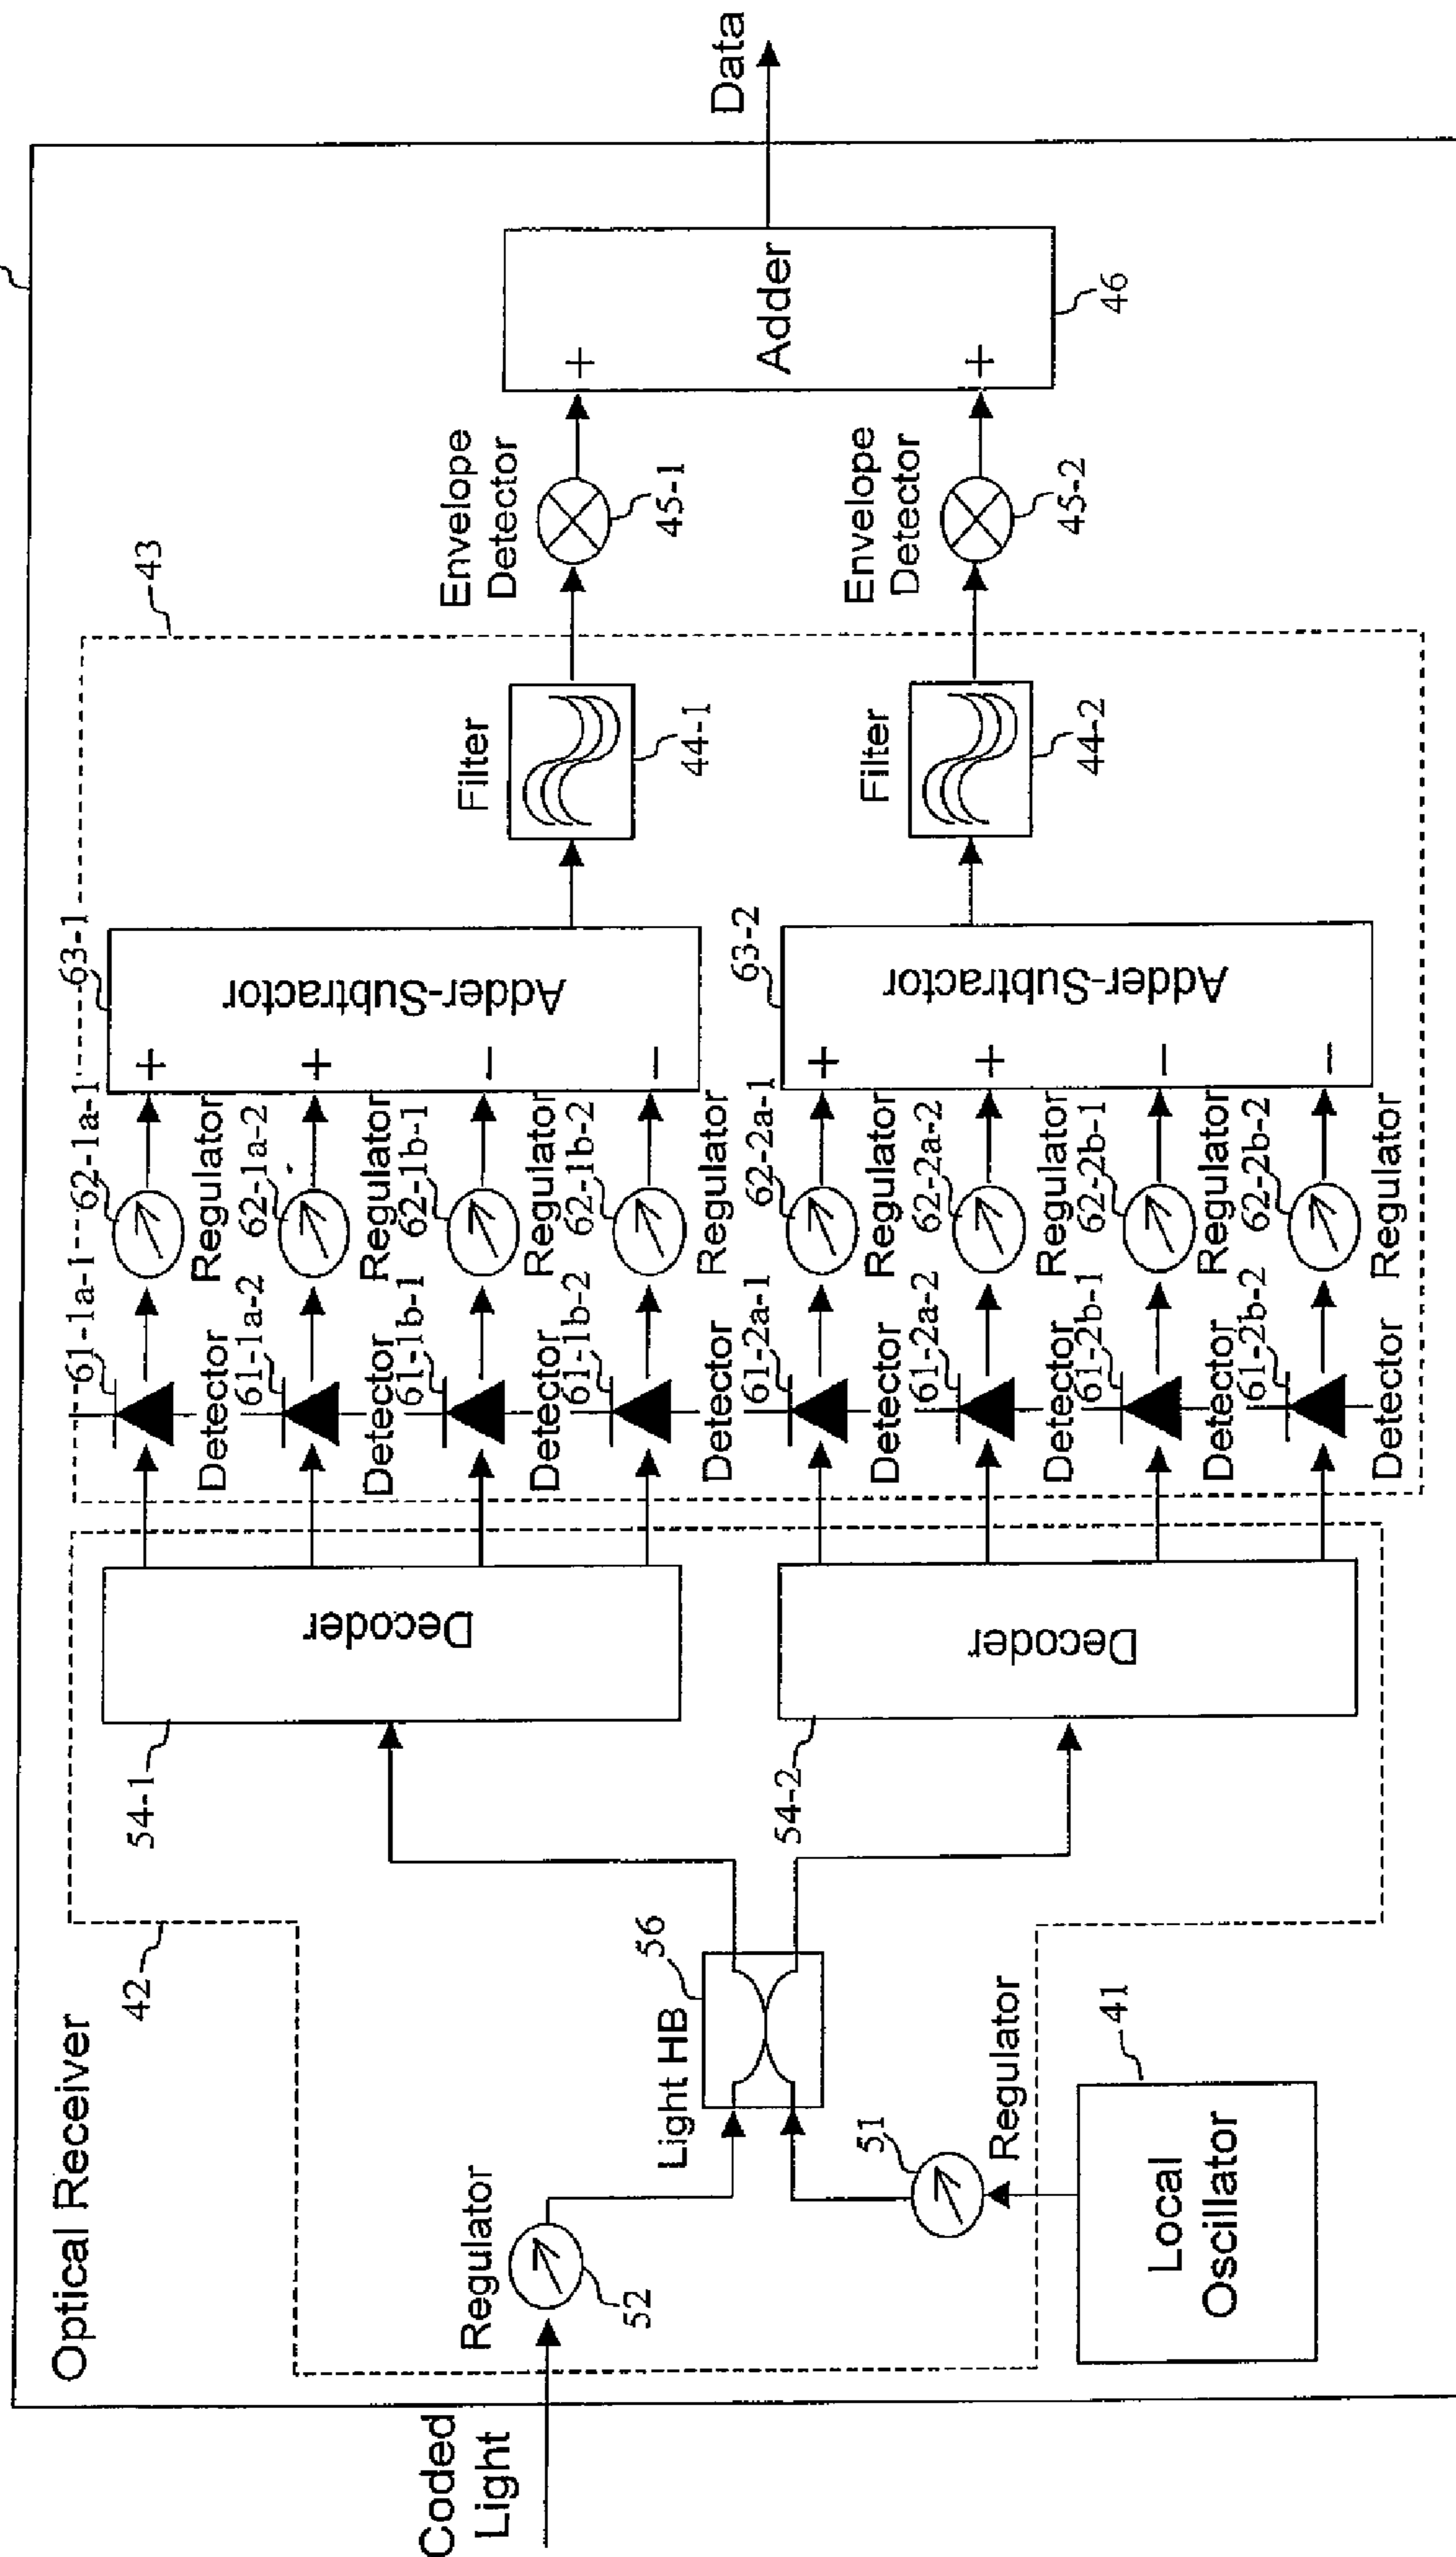 Optical Receiver
Coded
Light
Regulator
52
Local
Oscillator
41
Regulator
51
Light HB
56
42
54-1
Decoder
54-2
Decoder
43
61-1a-1
Detector
61-1a-2
Detector
61-1b-1
Detector
61-1b-2
Detector
61-2a-1
Detector
61-2a-2
Detector
61-2b-1
Detector
61-2b-2
Detector
62-1a-1
Regulator
62-1a-2
Regulator
62-1b-1
Regulator
62-1b-2
Regulator
62-2a-1
Regulator
62-2a-2
Regulator
62-2b-1
Regulator
62-2b-2
Regulator
63-1
+
+
−
−
Adder-Subtractor
63-2
+
+
−
−
Adder-Subtractor
Filter
44-1
Filter
44-2
Envelope
Detector
45-1
Envelope
Detector
45-2
+
+
Adder
46
Data